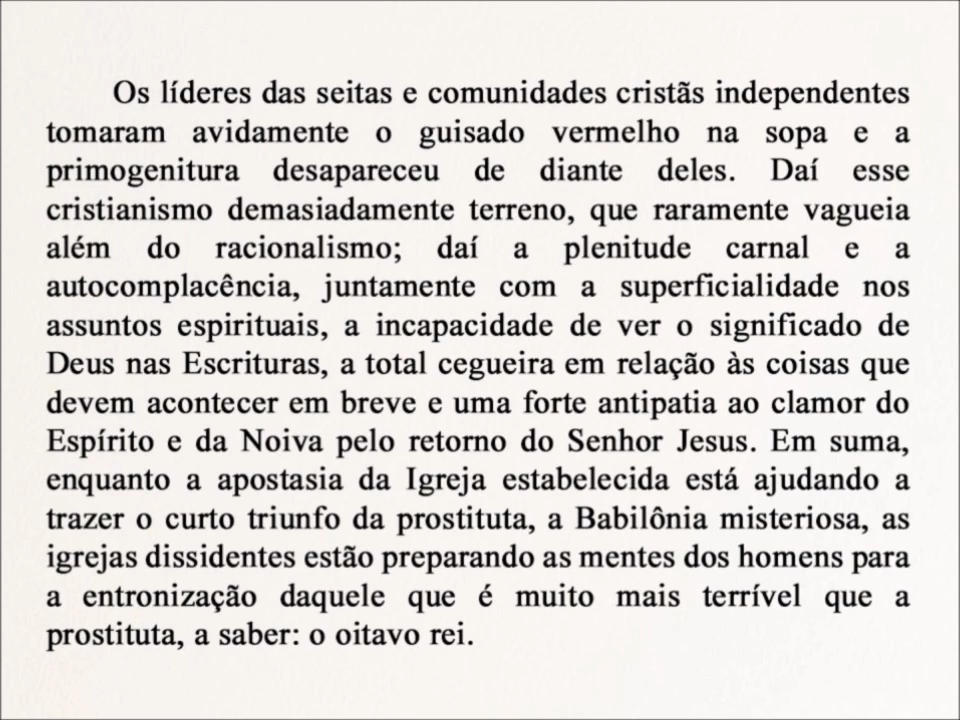 Os líderes das seitas e comunidades cristãs independentes
tomaram avidamente o guisado vermelho na sopa e a
primogenitura desapareceu de diante deles. Daí esse
cristianismo demasiadamente terreno, que raramente vagueia
além do racionalismo; daí a plenitude carnal e a
autocomplacência, juntamente com a superficialidade nos
assuntos espirituais, a incapacidade de ver o significado de
Deus nas Escrituras, a total cegueira em relação às coisas que
devem acontecer em breve e uma forte antipatia ao clamor do
Espírito e da Noiva pelo retorno do Senhor Jesus. Em suma,
enquanto a apostasia da Igreja estabelecida está ajudando a
trazer o curto triunfo da prostituta, a Babilônia misteriosa, as
igrejas dissidentes estão preparando as mentes dos homens para
a entronização daquele que é muito mais terrível que a
prostituta, a saber: o oitavo rei.